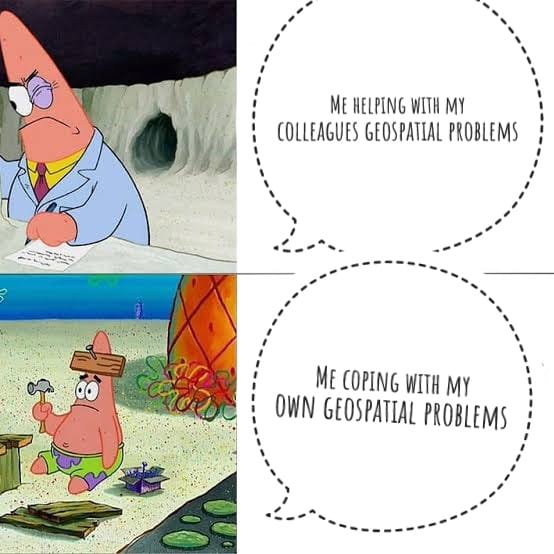 Me helping with my
colleagues geospatial problems
Me coping with my
own geospatial problems